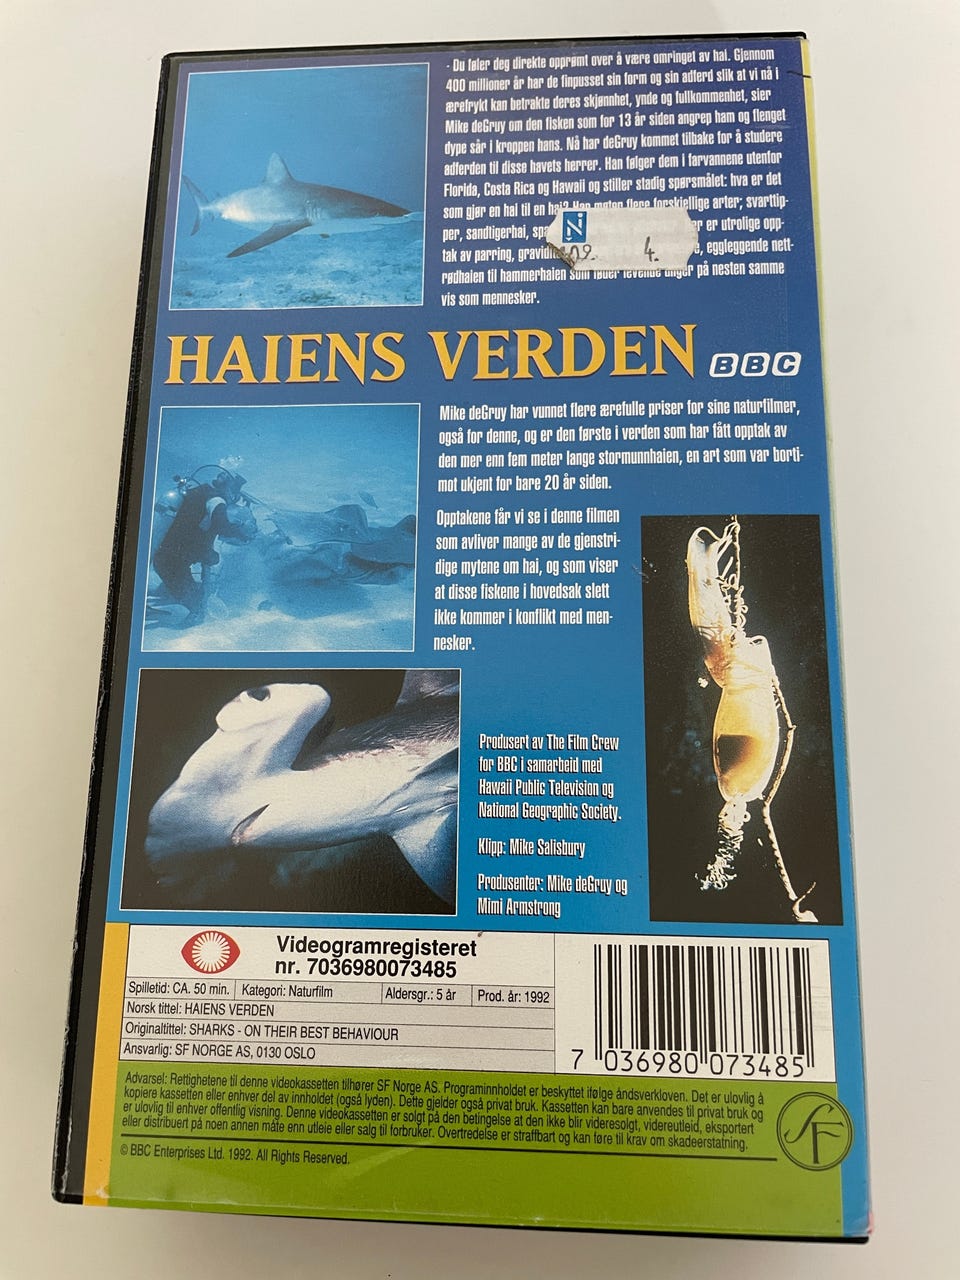 - Du føler deg direkte opprømt over å være omringet av hai. Gjennom
400 millioner år har de finpusset sin form og sin adferd slik at vi nå i
ærefrykt kan betrakte deres skjønnhet, ynde og fullkommenhet, sier
Mike deGruy om den fisken som for 13 år siden angrep ham og flenget
dype sår i kroppen hans. Nå har deGruy kommet tilbake for å studere
adferden til disse havets herrer. Han følger dem i farvannene utenfor
Florida, Costa Rica og Hawaii og stiller stadig spørsmålet: hva er det
som gjør en hai til en hai? Han møter flere forskjellige arter; svarttip-
per, sandtigerhai, er utrolige opp-
tak av parring, eggleggende nett-
rødhaien til hammerhaien som føder levende unger på nesten samme
vis som mennesker.
N
109. 4.
HAIENS VERDEN BBC
Mike deGruy har vunnet flere ærefulle priser for sine naturfilmer,
også for denne, og er den første i verden som har fått opptak av
den mer enn fem meter lange stormunnhaien, en art som var borti-
mot ukjent for bare 20 år siden.
Opptakene får vi se i denne filmen
som avliver mange av de gjenstri-
dige mytene om hai, og som viser
at disse fiskene i hovedsak slett
ikke kommer i konflikt med men-
nesker.
Produsert av The Film Crew
for BBC i samarbeid med
Hawaii Public Television og
National Geographic Society.
Klipp: Mike Salisbury
Produsenter: Mike deGruy og
Mimi Armstrong
Videogramregisteret
nr. 7036980073485
Spilletid: CA. 50 min. Kategori: Naturfilm Aldersgr.: 5 år Prod. år: 1992
Norsk tittel: HAIENS VERDEN
Originaltittel: SHARKS - ON THEIR BEST BEHAVIOUR
Ansvarlig: SF NORGE AS, 0130 OSLO
7 036980 073485
Advarsel: Rettighetene til denne videokassetten tilhører SF Norge AS. Programinnholdet er beskyttet ifølge åndsverkloven. Det er ulovlig å
kopiere kassetten eller enhver del av innholdet (også lyden). Dette gjelder også privat bruk. Kassetten kan bare anvendes til privat bruk og
er ulovlig til enhver offentlig visning. Denne videokassetten er solgt på den betingelse at den ikke blir videresolgt, videreutleid, eksportert
eller distribuert på noen annen måte enn utleie eller salg til forbruker. Overtredelse er straffbart og kan føre til krav om skadeerstatning.
© BBC Enterprises Ltd. 1992. All Rights Reserved.
SF